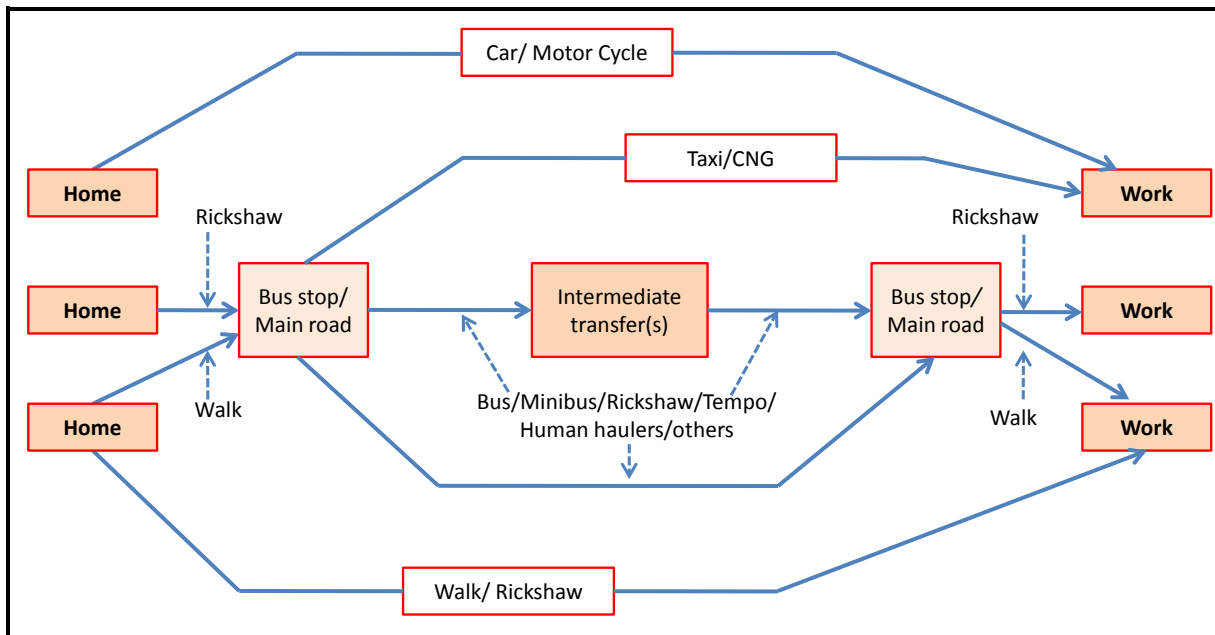 Car/ Motor Cycle
Taxi/CNG
Home
Work
Rickshaw
Rickshaw
Home
Bus stop/
Main road
Intermediate
transfer(s)
Bus stop/
Main road
Work
Walk
Bus/Minibus/Rickshaw/Tempo/
Human haulers/others
Walk
Home
Work
Walk/ Rickshaw